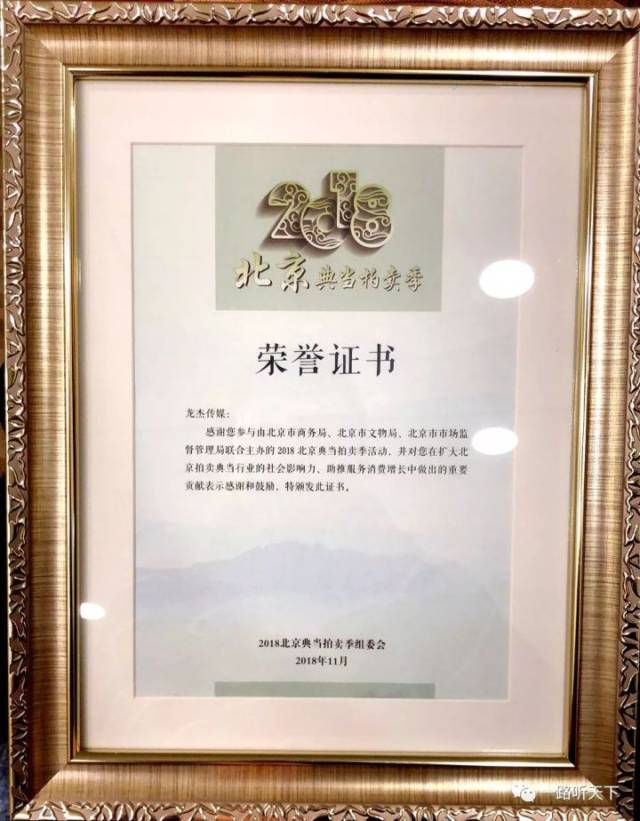 2018
北京典当拍卖季
荣誉证书
龙杰传媒：
感谢您参与由北京市商务局、北京市文物局、北京市市场监
督管理局联合主办的 2018 北京典当拍卖季活动，并对您在扩大北
京拍卖典当行业的社会影响力、助推服务消费增长中做出的重要
贡献表示感谢和鼓励，特颁发此证书。
2018北京典当拍卖季组委会
2018年11月
一路听天下